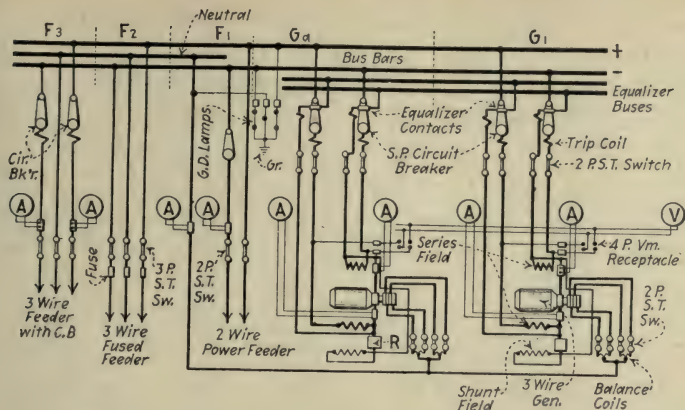 F3
F2
Neutral
F1
Ga
G1
+
Bus Bars
-
Equalizer
Buses
G.D. Lamps
Equalizer
Contacts
S.P. Circuit
Breaker
Trip Coil
2 P.S.T. Switch
Cir.
Bk'r.
Gr.
A
A
A
A
A
A
A
A
V
Fuse
3 P.
S.T.
Sw.
2 P.
S.T.
Sw.
Series
Field
4 P. Vm.
Receptacle
2 P.
S.T.
Sw.
3 Wire
Feeder
with C.B
3 Wire
Fused
Feeder
2 Wire
Power Feeder
R
Shunt
Field
3 Wire
Gen.
Balance
Coils